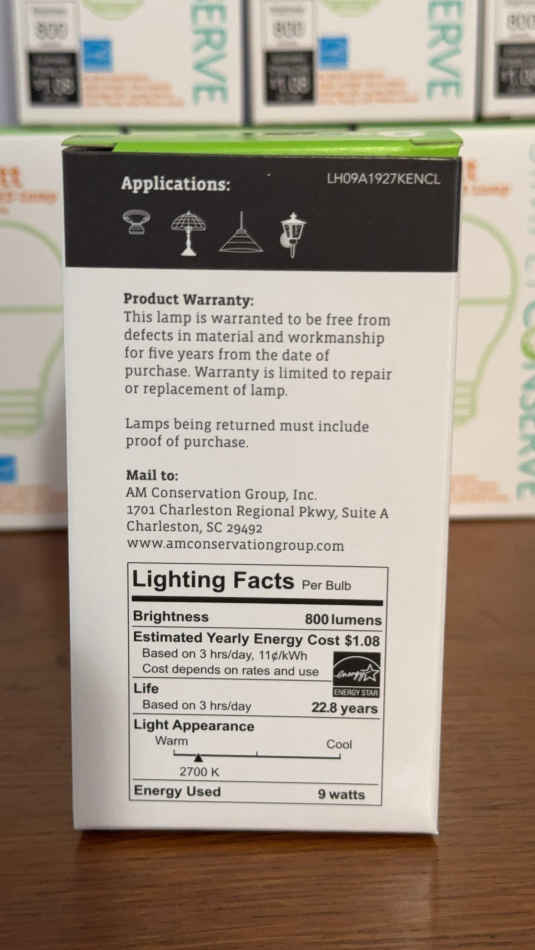 800
$1.08
ERVE
800
$1.08
ERVE
800
Applications:
LH09A1927KENCL
Product Warranty:
This lamp is warranted to be free from
defects in material and workmanship
for five years from the date of
purchase. Warranty is limited to repair
or replacement of lamp.
Lamps being returned must include
proof of purchase.
Mail to:
AM Conservation Group, Inc.
1701 Charleston Regional Pkwy, Suite A
Charleston, SC 29492
www.amconservationgroup.com
Lighting Facts Per Bulb
Brightness 800 lumens
Estimated Yearly Energy Cost $1.08
Based on 3 hrs/day, 11¢/kWh
Cost depends on rates and use
energy
ENERGY STAR
Life
Based on 3 hrs/day 22.8 years
Light Appearance
Warm Cool
2700 K
Energy Used 9 watts
CONSERVE